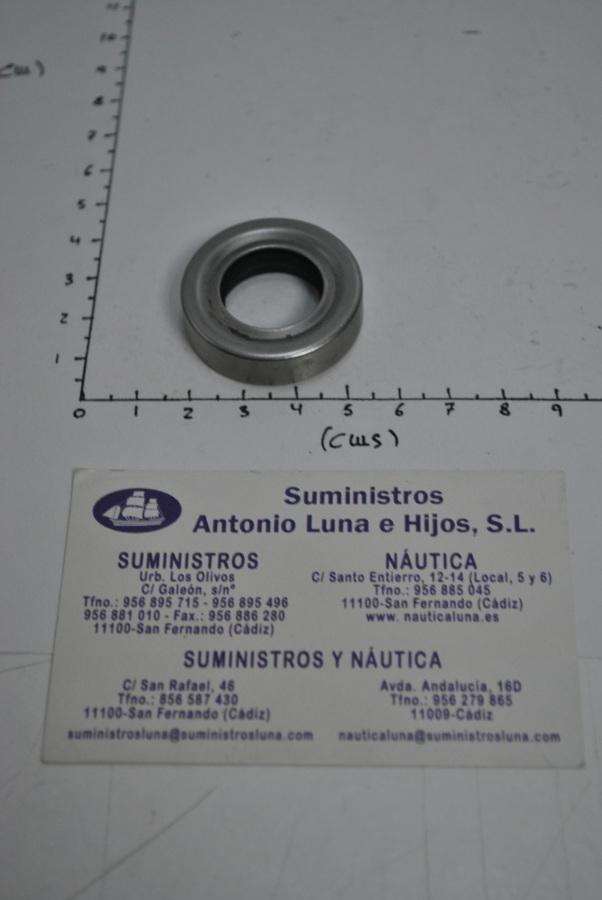 11
10
9
8
7
6
5
4
3
2
1
0 1 2 3 4 5 6 7 8 9
(cms)
Suministros
Antonio Luna e Hijos, S.L.
SUMINISTROS
Urb. Los Olivos
C/ Galeón, s/nº
Tfno.: 956 895 715 - 956 895 496
956 881 010 - Fax.: 956 886 280
11100-San Fernando (Cádiz)
NÁUTICA
C/ Santo Entierro, 12-14 (Local, 5 y 6)
Tfno.: 956 885 045
11100-San Fernando (Cádiz)
www. nauticaluna.es
SUMINISTROS Y NÁUTICA
C/ San Rafael, 46
Tfno.: 856 587 430
11100-San Fernando (Cádiz)
suministrosluna@suministrosluna.com
Avda. Andalucía, 16D
Tfno.: 956 279 865
11009-Cádiz
nauticaluna@suministrosluna.com